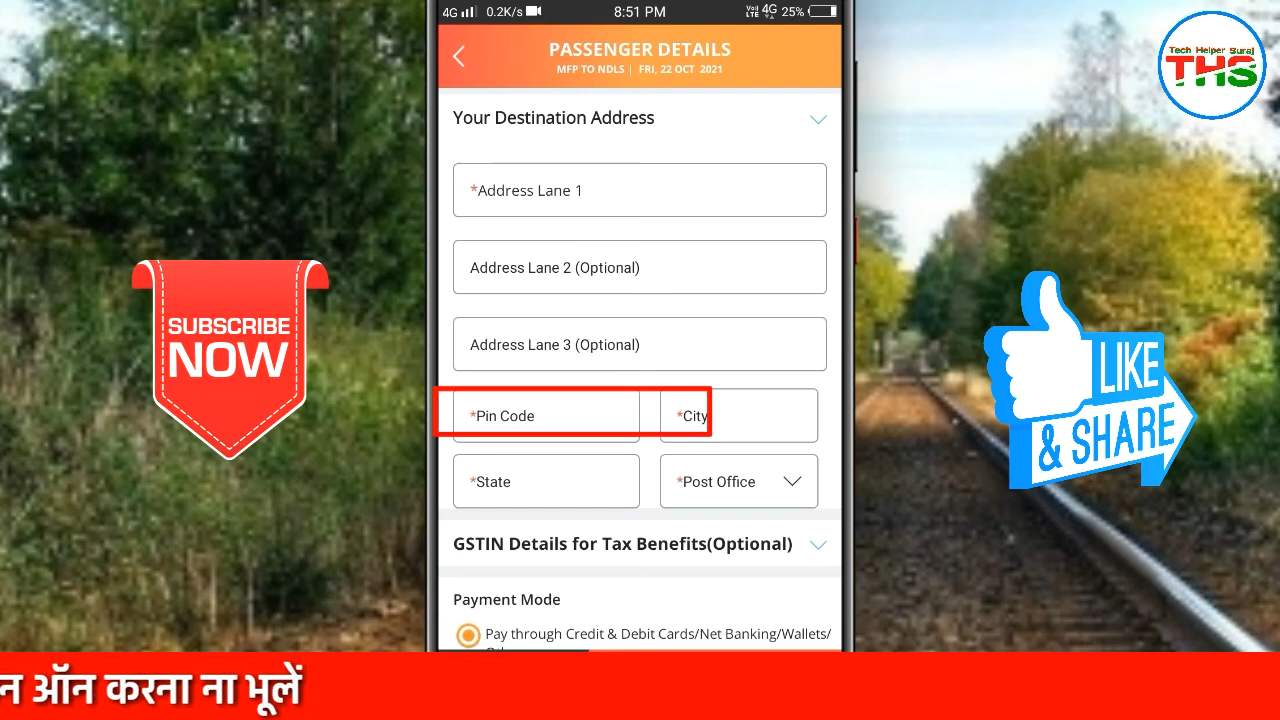 4G 0.2K/s 8:51 PM VoLTE 4G 25%
PASSENGER DETAILS
MFP TO NDLS | FRI, 22 OCT 2021
Your Destination Address
*Address Lane 1
Address Lane 2 (Optional)
Address Lane 3 (Optional)
*Pin Code *City
*State *Post Office
GSTIN Details for Tax Benefits(Optional)
Payment Mode
Pay through Credit & Debit Cards/Net Banking/Wallets/
SUBSCRIBE
NOW
Tech Helper Suraj
THS
LIKE
& SHARE
न ऑन करना ना भूलें